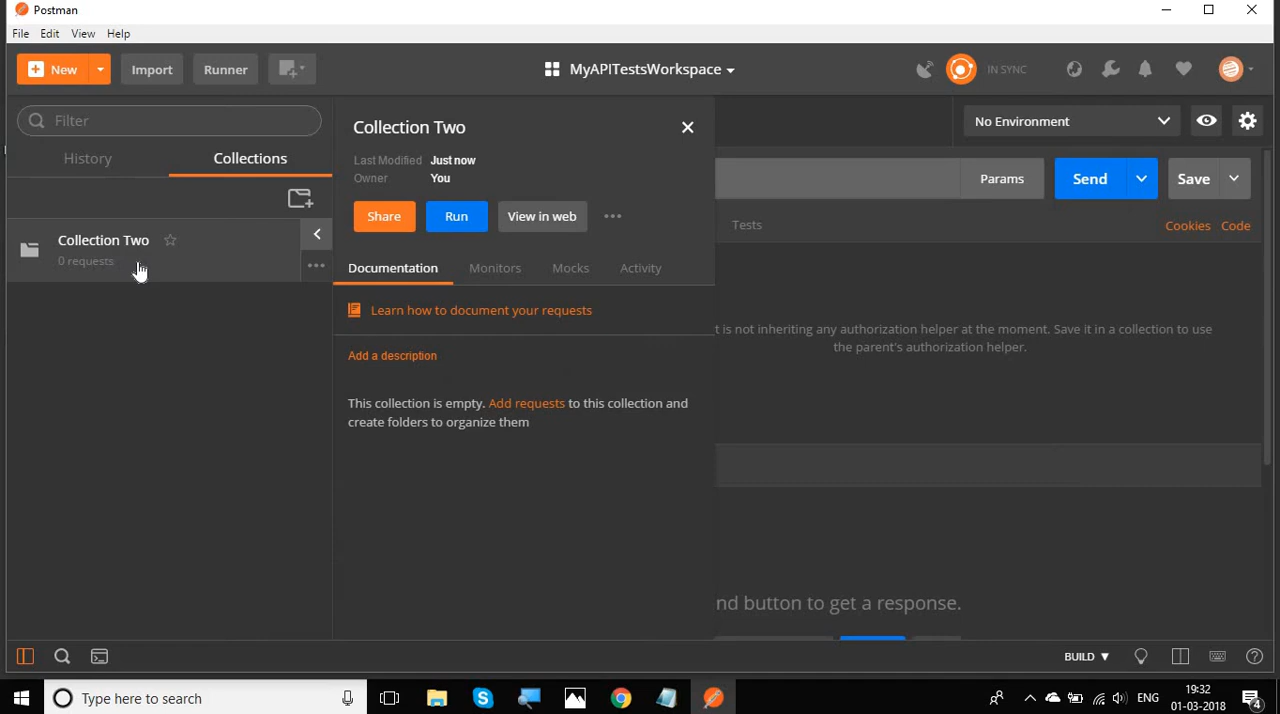 Postman
File Edit View Help
New Import Runner MyAPITestsWorkspace IN SYNC
Filter
History Collections
Collection Two
0 requests
Collection Two
Last Modified Just now
Owner You
Share Run View in web
Documentation Monitors Mocks Activity
Learn how to document your requests
Add a description
This collection is empty. Add requests to this collection and
create folders to organize them
No Environment
Params Send Save
Tests Cookies Code
t is not inheriting any authorization helper at the moment. Save it in a collection to use
the parent's authorization helper.
nd button to get a response.
BUILD
Type here to search
ENG 19:32
01-03-2018
4